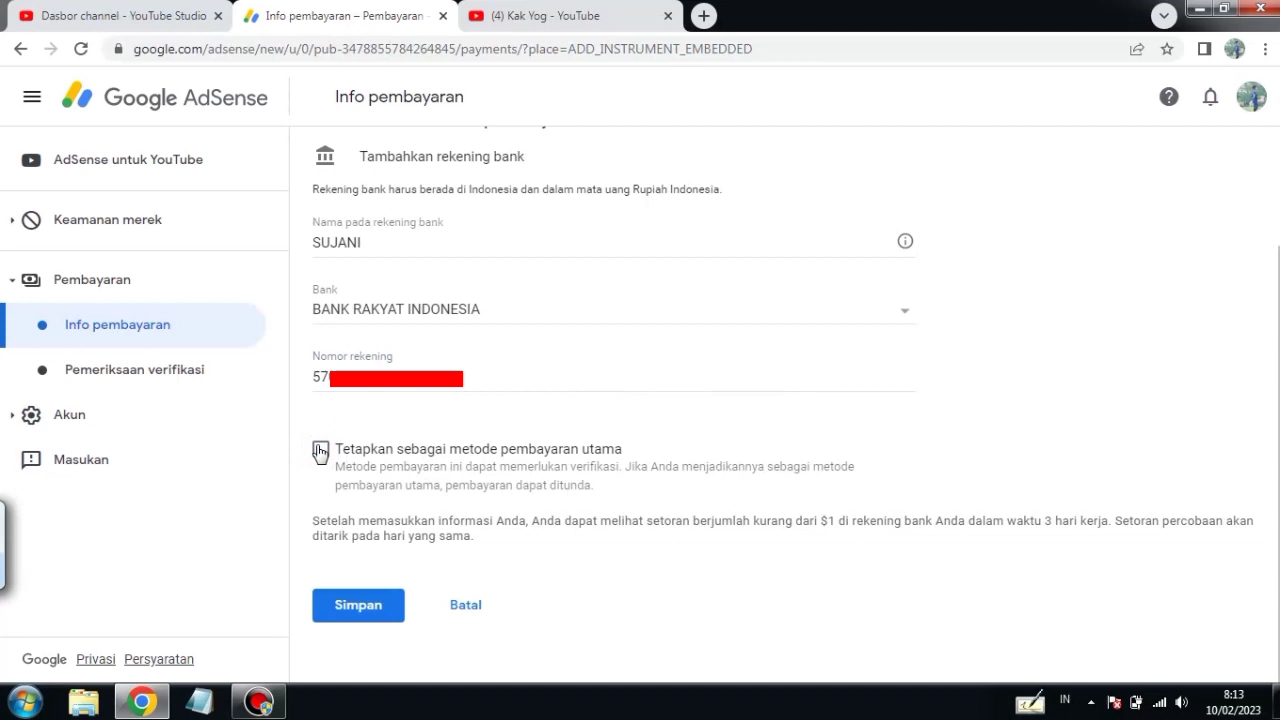 Dasbor channel - YouTube Studio
Info pembayaran – Pembayaran -
(4) Kak Yog - YouTube
google.com/adsense/new/u/0/pub-3478855784264845/payments/?place=ADD_INSTRUMENT_EMBEDDED
Google AdSense
Info pembayaran
AdSense untuk YouTube
Keamanan merek
Pembayaran
Info pembayaran
Pemeriksaan verifikasi
Akun
Masukan
Google Privasi Persyaratan
Tambahkan rekening bank
Rekening bank harus berada di Indonesia dan dalam mata uang Rupiah Indonesia.
Nama pada rekening bank
SUJANI
Bank
BANK RAKYAT INDONESIA
Nomor rekening
57
Tetapkan sebagai metode pembayaran utama
Metode pembayaran ini dapat memerlukan verifikasi. Jika Anda menjadikannya sebagai metode
pembayaran utama, pembayaran dapat ditunda.
Setelah memasukkan informasi Anda, Anda dapat melihat setoran berjumlah kurang dari $1 di rekening bank Anda dalam waktu 3 hari kerja. Setoran percobaan akan
ditarik pada hari yang sama.
Simpan
Batal
IN
8:13
10/02/2023